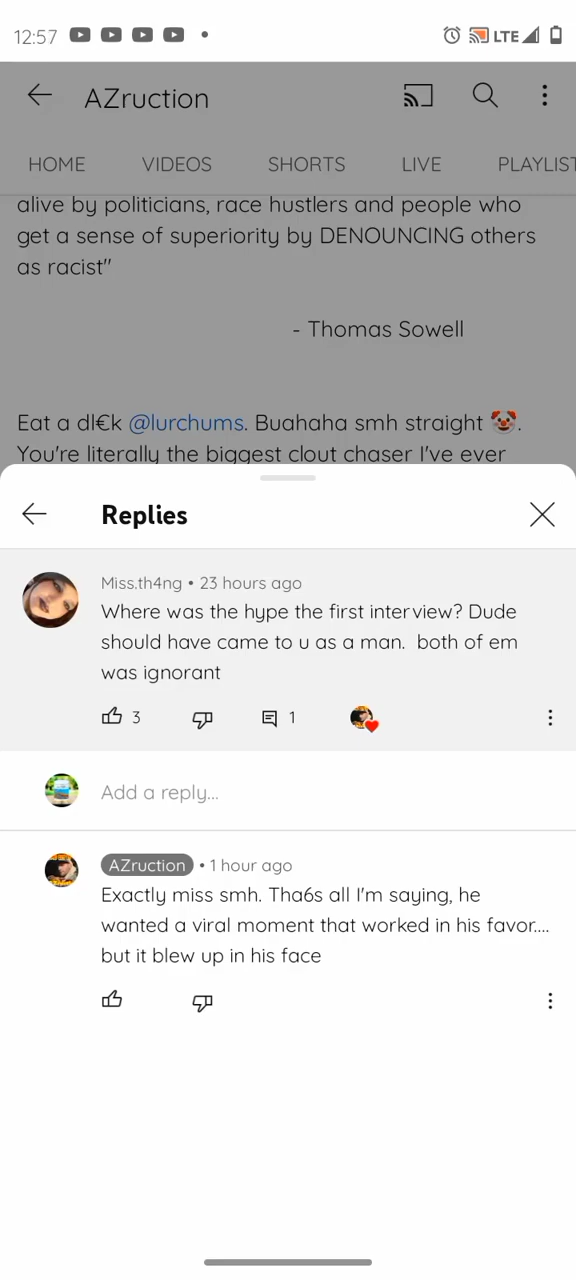 12:57
LTE
AZruction
HOME VIDEOS SHORTS LIVE PLAYLIST
alive by politicians, race hustlers and people who
get a sense of superiority by DENOUNCING others
as racist"
- Thomas Sowell
Eat a dl€k @lurchums. Buahaha smh straight 🤡.
You're literally the biggest clout chaser I've ever
Replies
Miss.th4ng • 23 hours ago
Where was the hype the first interview? Dude
should have came to u as a man.  both of em
was ignorant
3
1
Add a reply...
AZruction • 1 hour ago
Exactly miss smh. Tha6s all I'm saying, he
wanted a viral moment that worked in his favor....
but it blew up in his face